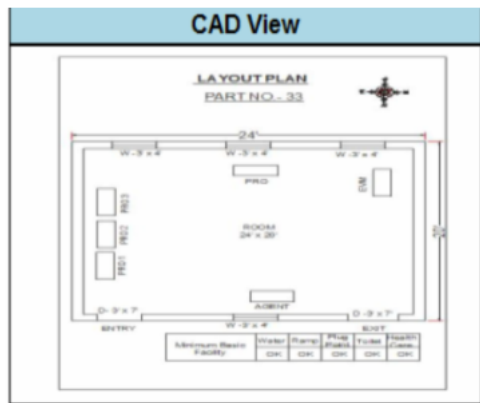 CAD View
LAYOUT PLAN
PART NO.- 33
24'
W -3' x 4'
W -3' x 4'
W -3' x 4'
PRO
EVM
PRO3
PRO2
PRO1
ROOM
AGENT
D- 3' x 7'
W -3' x 4'
D -3' x 7'
ENTRY
EXIT
Minimum Basic Facility
Water
Ramp
Plug
Toilet
Health
OK
OK
OK
OK
OK